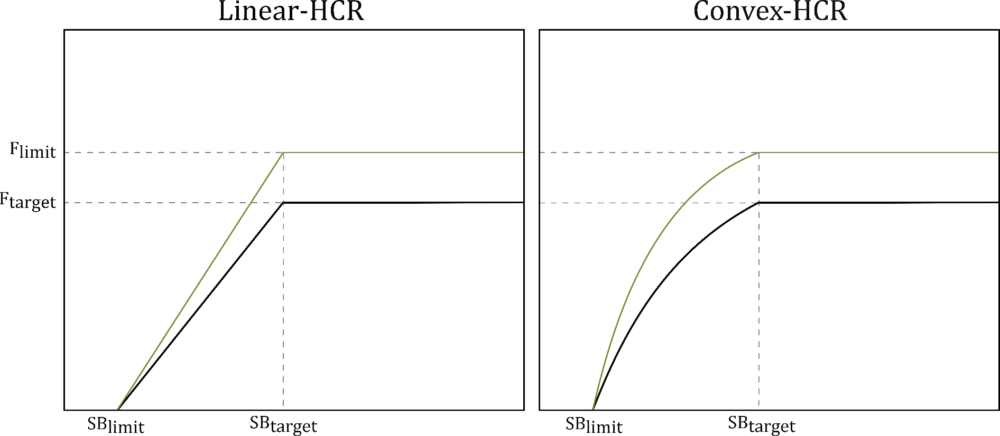 Linear-HCR
Convex-HCR
Flimit
Ftarget
SBlimit
SBtarget
SBlimit
SBtarget